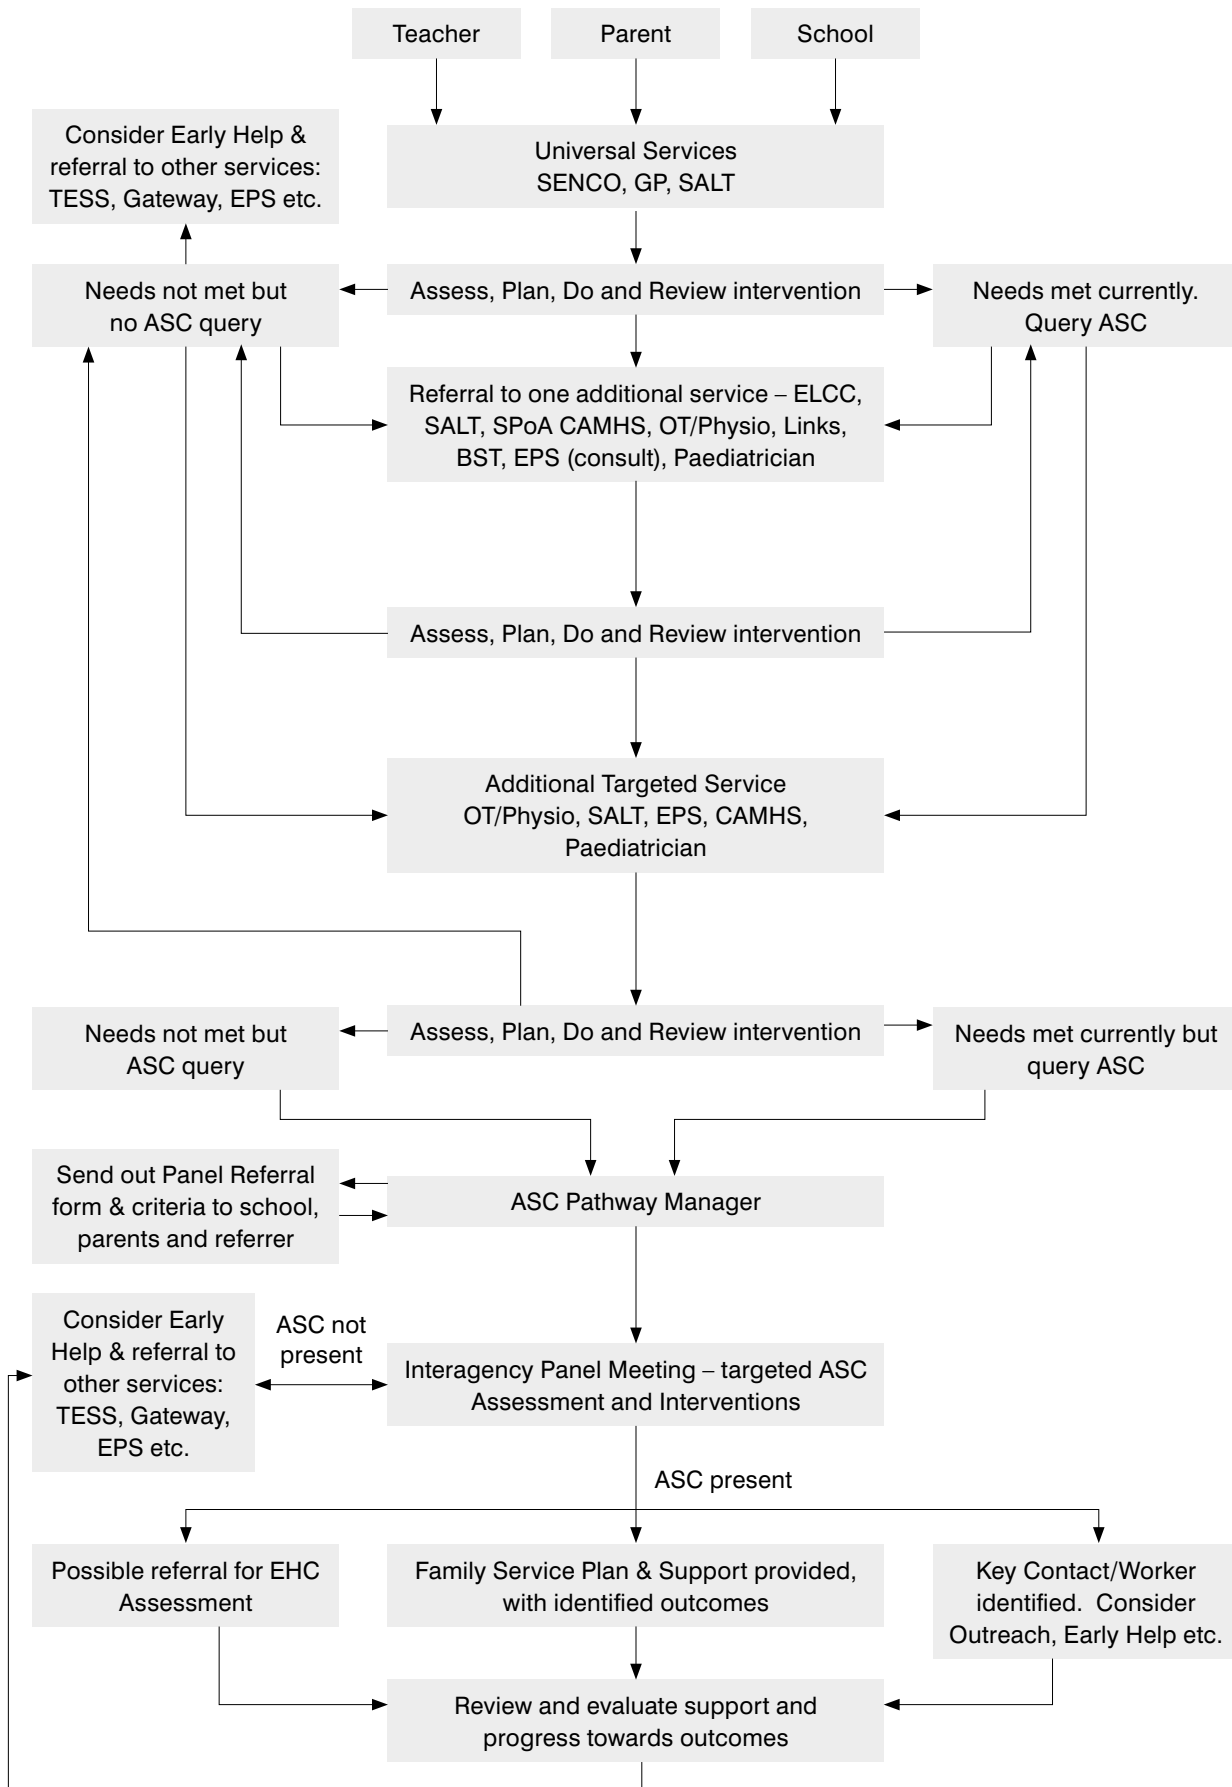 Teacher
Parent
School
Consider Early Help &
referral to other services:
TESS, Gateway, EPS etc.
Universal Services
SENCO, GP, SALT
Needs not met but
no ASC query
Assess, Plan, Do and Review intervention
Needs met currently.
Query ASC
Referral to one additional service – ELCC,
SALT, SPoA CAMHS, OT/Physio, Links,
BST, EPS (consult), Paediatrician
Assess, Plan, Do and Review intervention
Additional Targeted Service
OT/Physio, SALT, EPS, CAMHS,
Paediatrician
Needs not met but
ASC query
Assess, Plan, Do and Review intervention
Needs met currently but
query ASC
Send out Panel Referral
form & criteria to school,
parents and referrer
ASC Pathway Manager
Consider Early
Help & referral to
other services:
TESS, Gateway,
EPS etc.
ASC not
present
Interagency Panel Meeting – targeted ASC
Assessment and Interventions
ASC present
Possible referral for EHC
Assessment
Family Service Plan & Support provided,
with identified outcomes
Key Contact/Worker
identified.  Consider
Outreach, Early Help etc.
Review and evaluate support and
progress towards outcomes